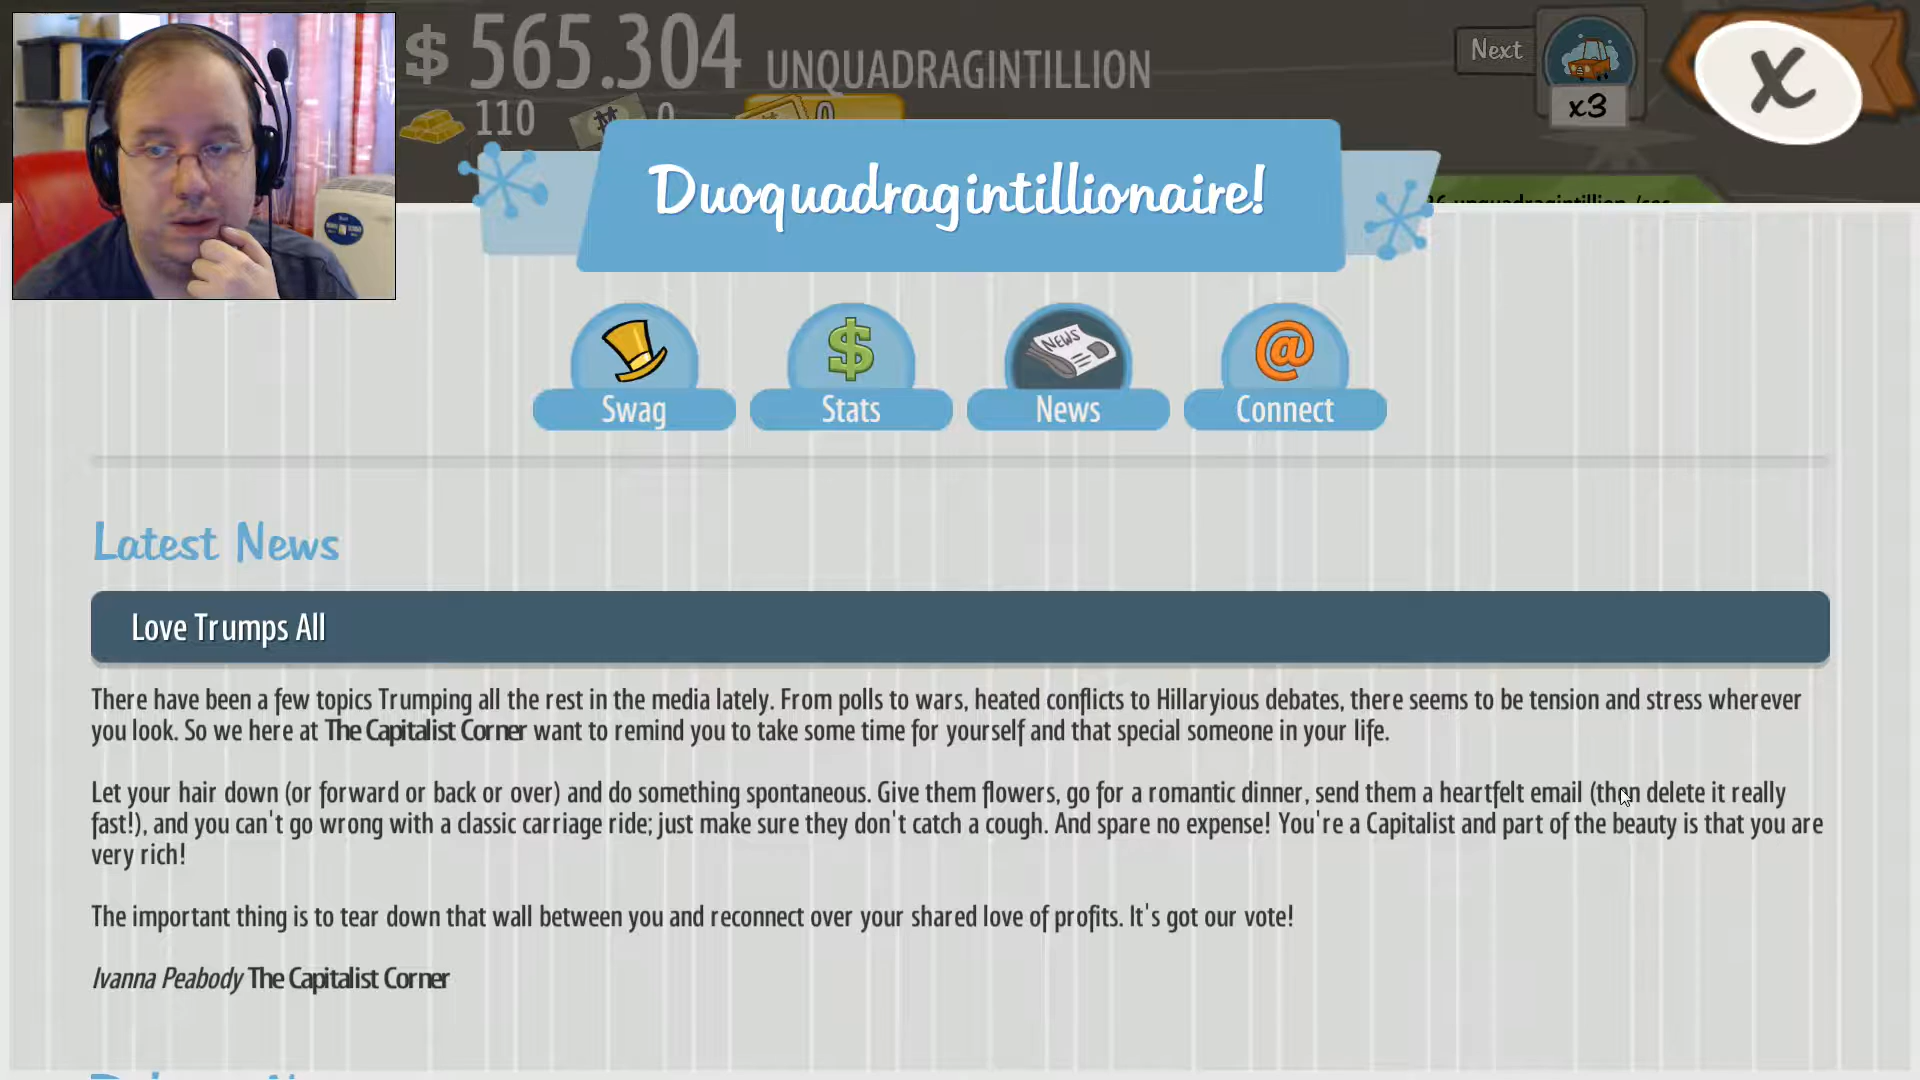 $ 565.304 UNQUADRAGINTILLION
Next
x3
X
110
0
0
Duoquadragintillionaire!
unquadragintillion /sec
NEWS
Swag
Stats
News
Connect
Latest News
Love Trumps All
There have been a few topics Trumping all the rest in the media lately. From polls to wars, heated conflicts to Hillaryious debates, there seems to be tension and stress wherever
you look. So we here at The Capitalist Corner want to remind you to take some time for yourself and that special someone in your life.
Let your hair down (or forward or back or over) and do something spontaneous. Give them flowers, go for a romantic dinner, send them a heartfelt email (then delete it really
fast!), and you can't go wrong with a classic carriage ride; just make sure they don't catch a cough. And spare no expense! You're a Capitalist and part of the beauty is that you are
very rich!
The important thing is to tear down that wall between you and reconnect over your shared love of profits. It's got our vote!
Ivanna Peabody The Capitalist Corner